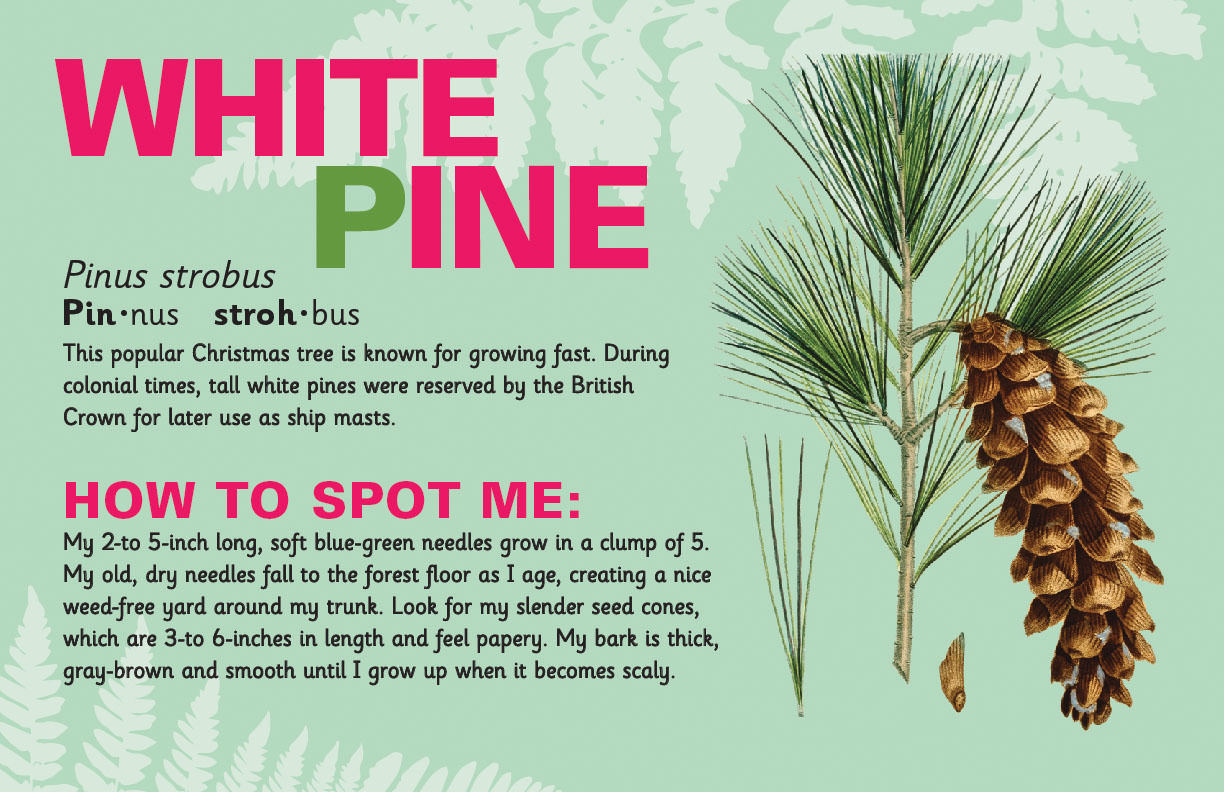 WHITE
PINE
Pinus strobus
Pin•nus stroh•bus
This popular Christmas tree is known for growing fast. During
colonial times, tall white pines were reserved by the British
Crown for later use as ship masts.
HOW TO SPOT ME:
My 2-to 5-inch long, soft blue-green needles grow in a clump of 5.
My old, dry needles fall to the forest floor as I age, creating a nice
weed-free yard around my trunk. Look for my slender seed cones,
which are 3-to 6-inches in length and feel papery. My bark is thick,
gray-brown and smooth until I grow up when it becomes scaly.